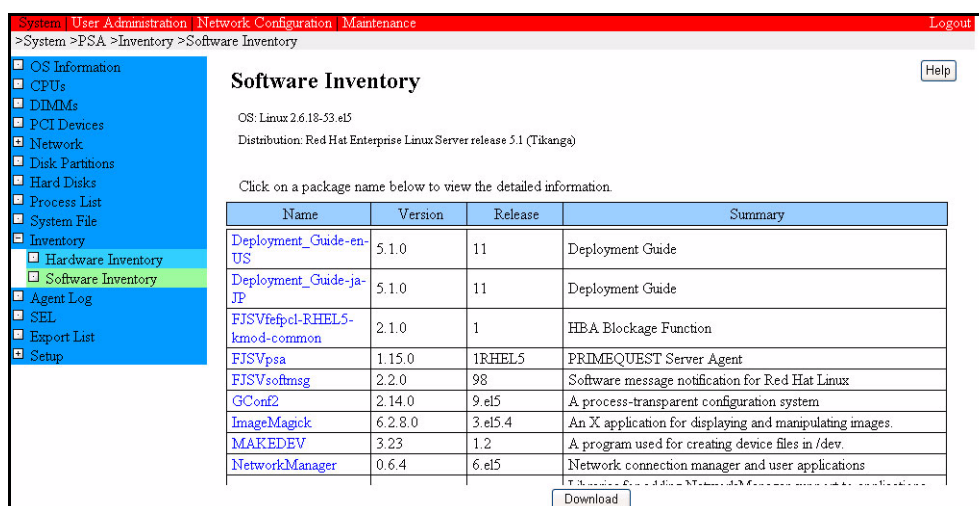 System | User Administration | Network Configuration | Maintenance Logout
>System >PSA >Inventory >Software Inventory
OS Information
CPUs
DIMMs
PCI Devices
Network
Disk Partitions
Hard Disks
Process List
System File
Inventory
Hardware Inventory
Software Inventory
Agent Log
SEL
Export List
Setup
Software Inventory
Help
OS: Linux 2.6.18-53.el5
Distribution: Red Hat Enterprise Linux Server release 5.1 (Tikanga)
Click on a package name below to view the detailed information.
Name Version Release Summary
Deployment_Guide-en-US 5.1.0 11 Deployment Guide
Deployment_Guide-ja-JP 5.1.0 11 Deployment Guide
FJSVfefpcl-RHEL5-kmod-common 2.1.0 1 HBA Blockage Function
FJSVpsa 1.15.0 1RHEL5 PRIMEQUEST Server Agent
FJSVsoftmsg 2.2.0 98 Software message notification for Red Hat Linux
GConf2 2.14.0 9.el5 A process-transparent configuration system
ImageMagick 6.2.8.0 3.el5.4 An X application for displaying and manipulating images.
MAKEDEV 3.23 1.2 A program used for creating device files in /dev.
NetworkManager 0.6.4 6.el5 Network connection manager and user applications
Download